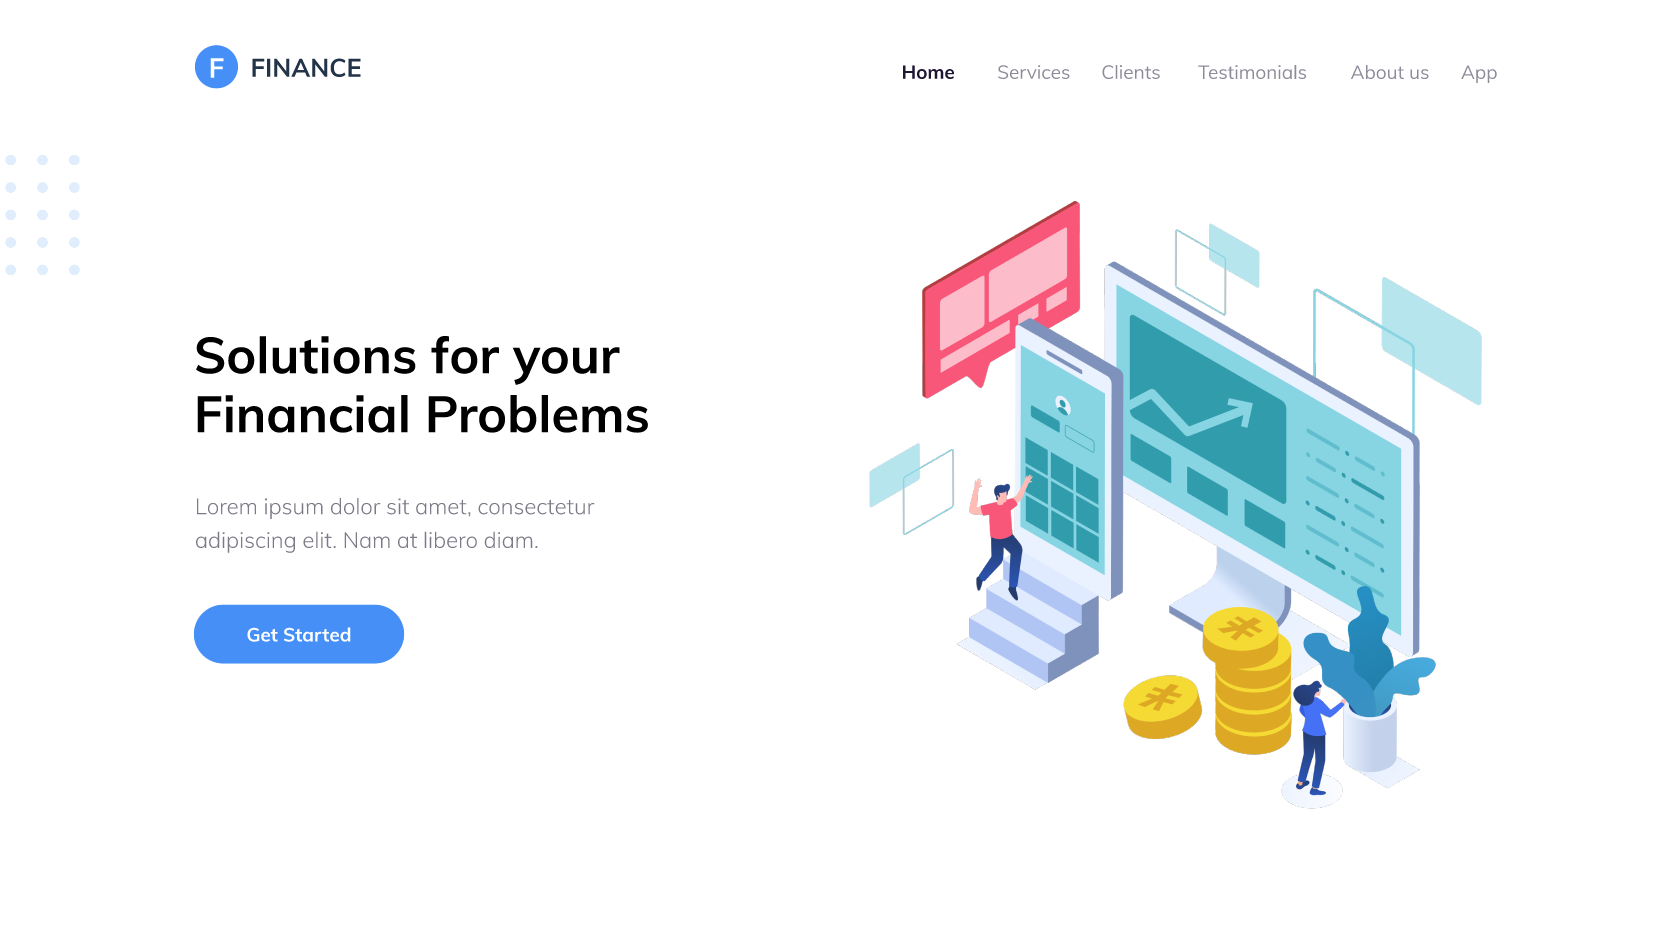 F FINANCE
Home Services Clients Testimonials About us App
Solutions for your
Financial Problems
Lorem ipsum dolor sit amet, consectetur
adipiscing elit. Nam at libero diam.
Get Started